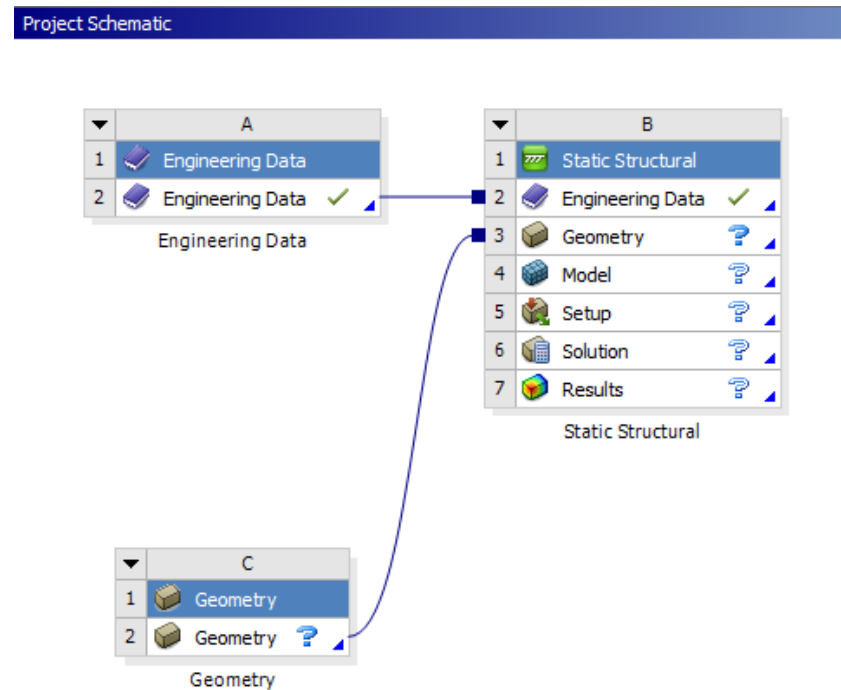 Project Schematic
A
1 Engineering Data
2 Engineering Data
Engineering Data
B
1 Static Structural
2 Engineering Data
3 Geometry ?
4 Model ?
5 Setup ?
6 Solution ?
7 Results ?
Static Structural
C
1 Geometry
2 Geometry ?
Geometry